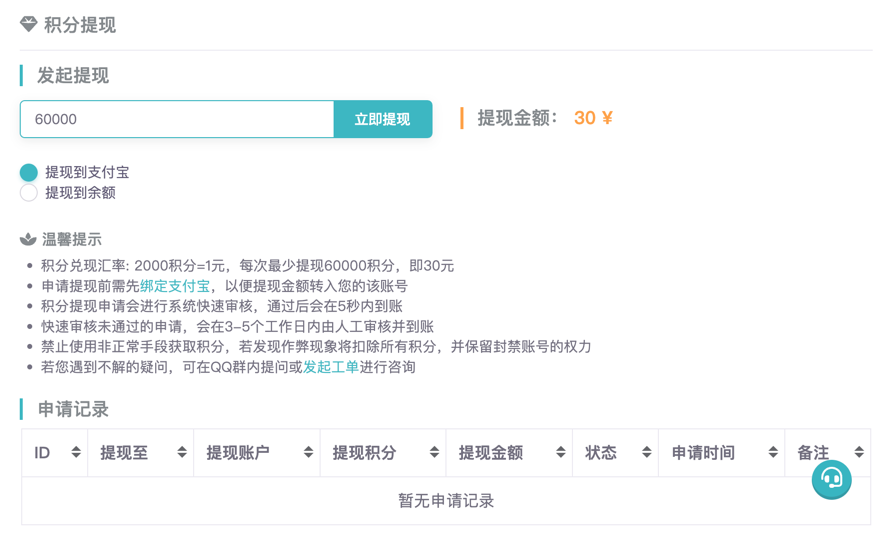 积分提现
发起提现
60000 立即提现 提现金额： 30 ¥
提现到支付宝
提现到余额
温馨提示
积分兑现汇率: 2000积分=1元，每次最少提现60000积分，即30元
申请提现前需先绑定支付宝，以便提现金额转入您的该账号
积分提现申请会进行系统快速审核，通过后会在5秒内到账
快速审核未通过的申请，会在3-5个工作日内由人工审核并到账
禁止使用非正常手段获取积分，若发现作弊现象将扣除所有积分，并保留封禁账号的权力
若您遇到不解的疑问，可在QQ群内提问或发起工单进行咨询
申请记录
ID 提现至 提现账户 提现积分 提现金额 状态 申请时间 备注
暂无申请记录